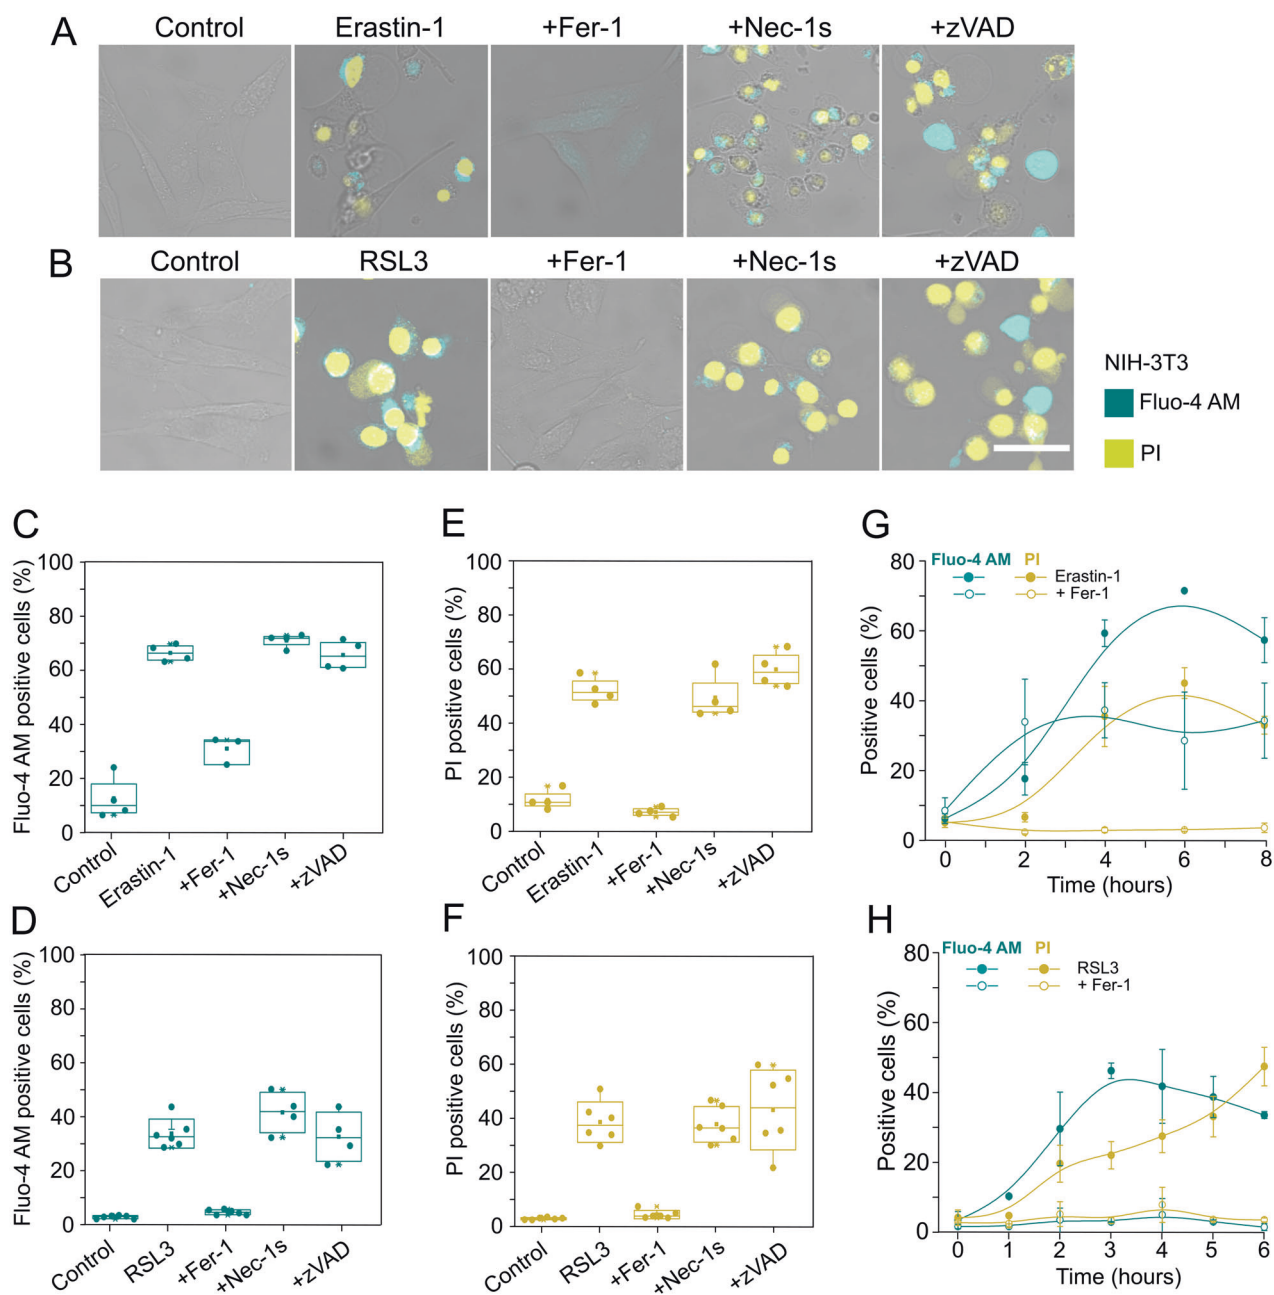 A
Control Erastin-1 +Fer-1 +Nec-1s +zVAD
B
Control RSL3 +Fer-1 +Nec-1s +zVAD
NIH-3T3
Fluo-4 AM
PI
C
Fluo-4 AM positive cells (%)
100
80
60
40
20
0
Control Erastin-1 +Fer-1 +Nec-1s +zVAD
E
PI positive cells (%)
100
80
60
40
20
0
Control Erastin-1 +Fer-1 +Nec-1s +zVAD
G
Fluo-4 AM PI
Erastin-1
+ Fer-1
Positive cells (%)
80
60
40
20
0
0 2 4 6 8
Time (hours)
D
Fluo-4 AM positive cells (%)
100
80
60
40
20
0
Control RSL3 +Fer-1 +Nec-1s +zVAD
F
PI positive cells (%)
100
80
60
40
20
0
Control RSL3 +Fer-1 +Nec-1s +zVAD
H
Fluo-4 AM PI
RSL3
+ Fer-1
Positive cells (%)
80
60
40
20
0
0 1 2 3 4 5 6
Time (hours)